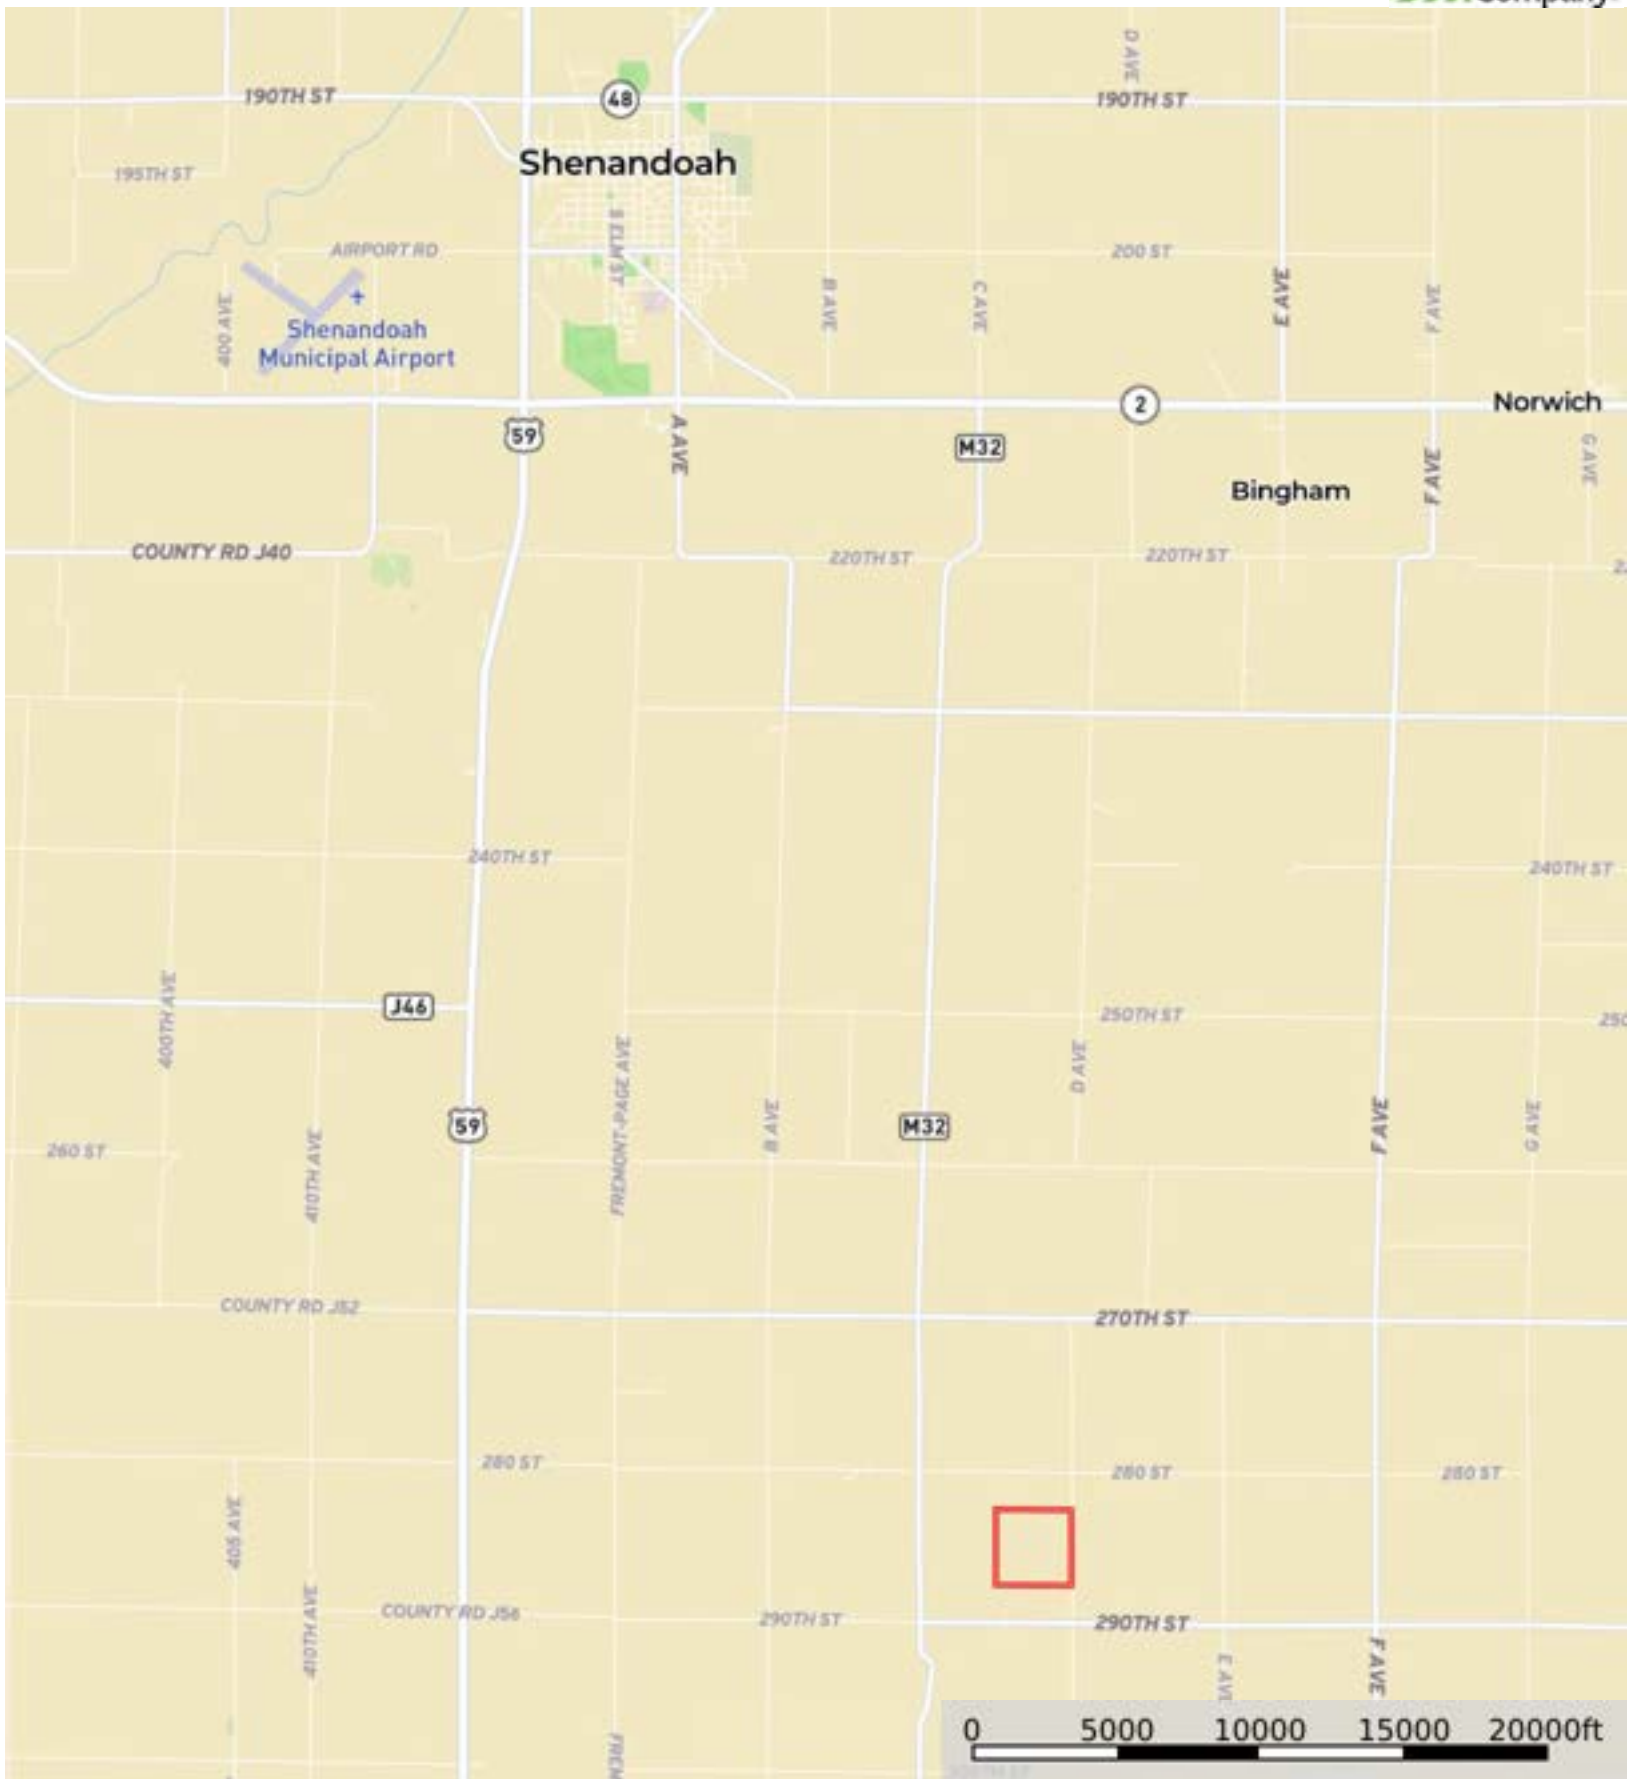 Company
D AVE
190TH ST
48
190TH ST
Shenandoah
195TH ST
S ELM ST
AIRPORT RD
200 ST
400 AVE
B AVE
C AVE
E AVE
F AVE
Shenandoah
Municipal Airport
2
Norwich
59
A AVE
M32
F AVE
G AVE
Bingham
COUNTY RD J40
220TH ST
220TH ST
240TH ST
240TH ST
400TH AVE
J46
250TH ST
250
FREMONT-PAGE AVE
D AVE
59
B AVE
M32
F AVE
G AVE
260 ST
410TH AVE
COUNTY RD J52
270TH ST
280 ST
280 ST
280 ST
405 AVE
410TH AVE
COUNTY RD J56
290TH ST
290TH ST
E AVE
F AVE
FREM
0 5000 10000 15000 20000ft